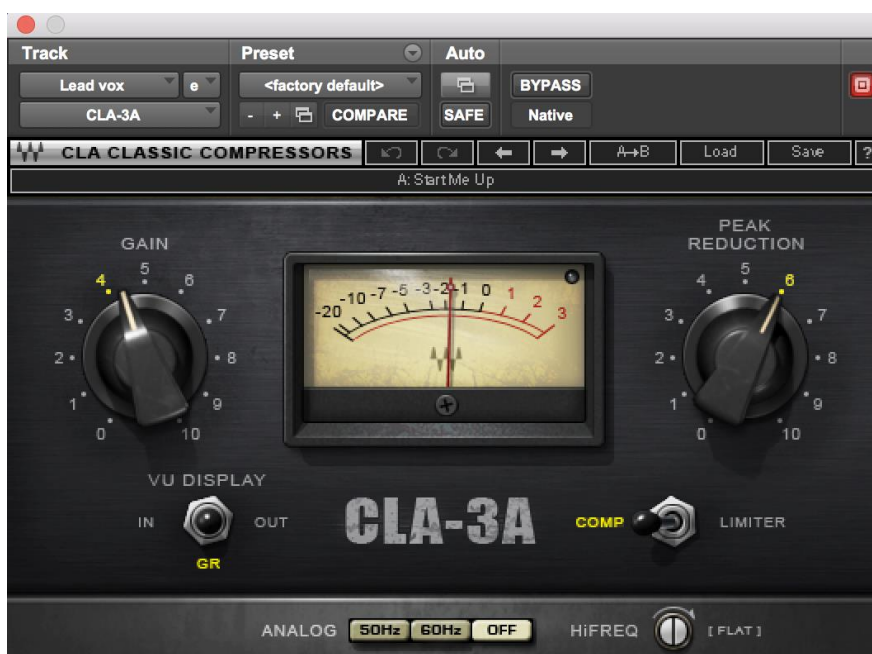 Track Preset Auto
Lead vox e <factory default> BYPASS
CLA-3A - + COMPARE SAFE Native
CLA CLASSIC COMPRESSORS A→B Load Save ?
A: Start Me Up
GAIN
4 5 6
3 7
2 8
1 9
0 10
-20 -10 -7 -5 -3 -2 -1 0 1 2 3
PEAK
REDUCTION
4 5 6
3 7
2 8
1 9
0 10
VU DISPLAY
IN OUT
GR
CLA-3A
COMP LIMITER
ANALOG 50Hz 60Hz OFF HiFREQ [ FLAT ]